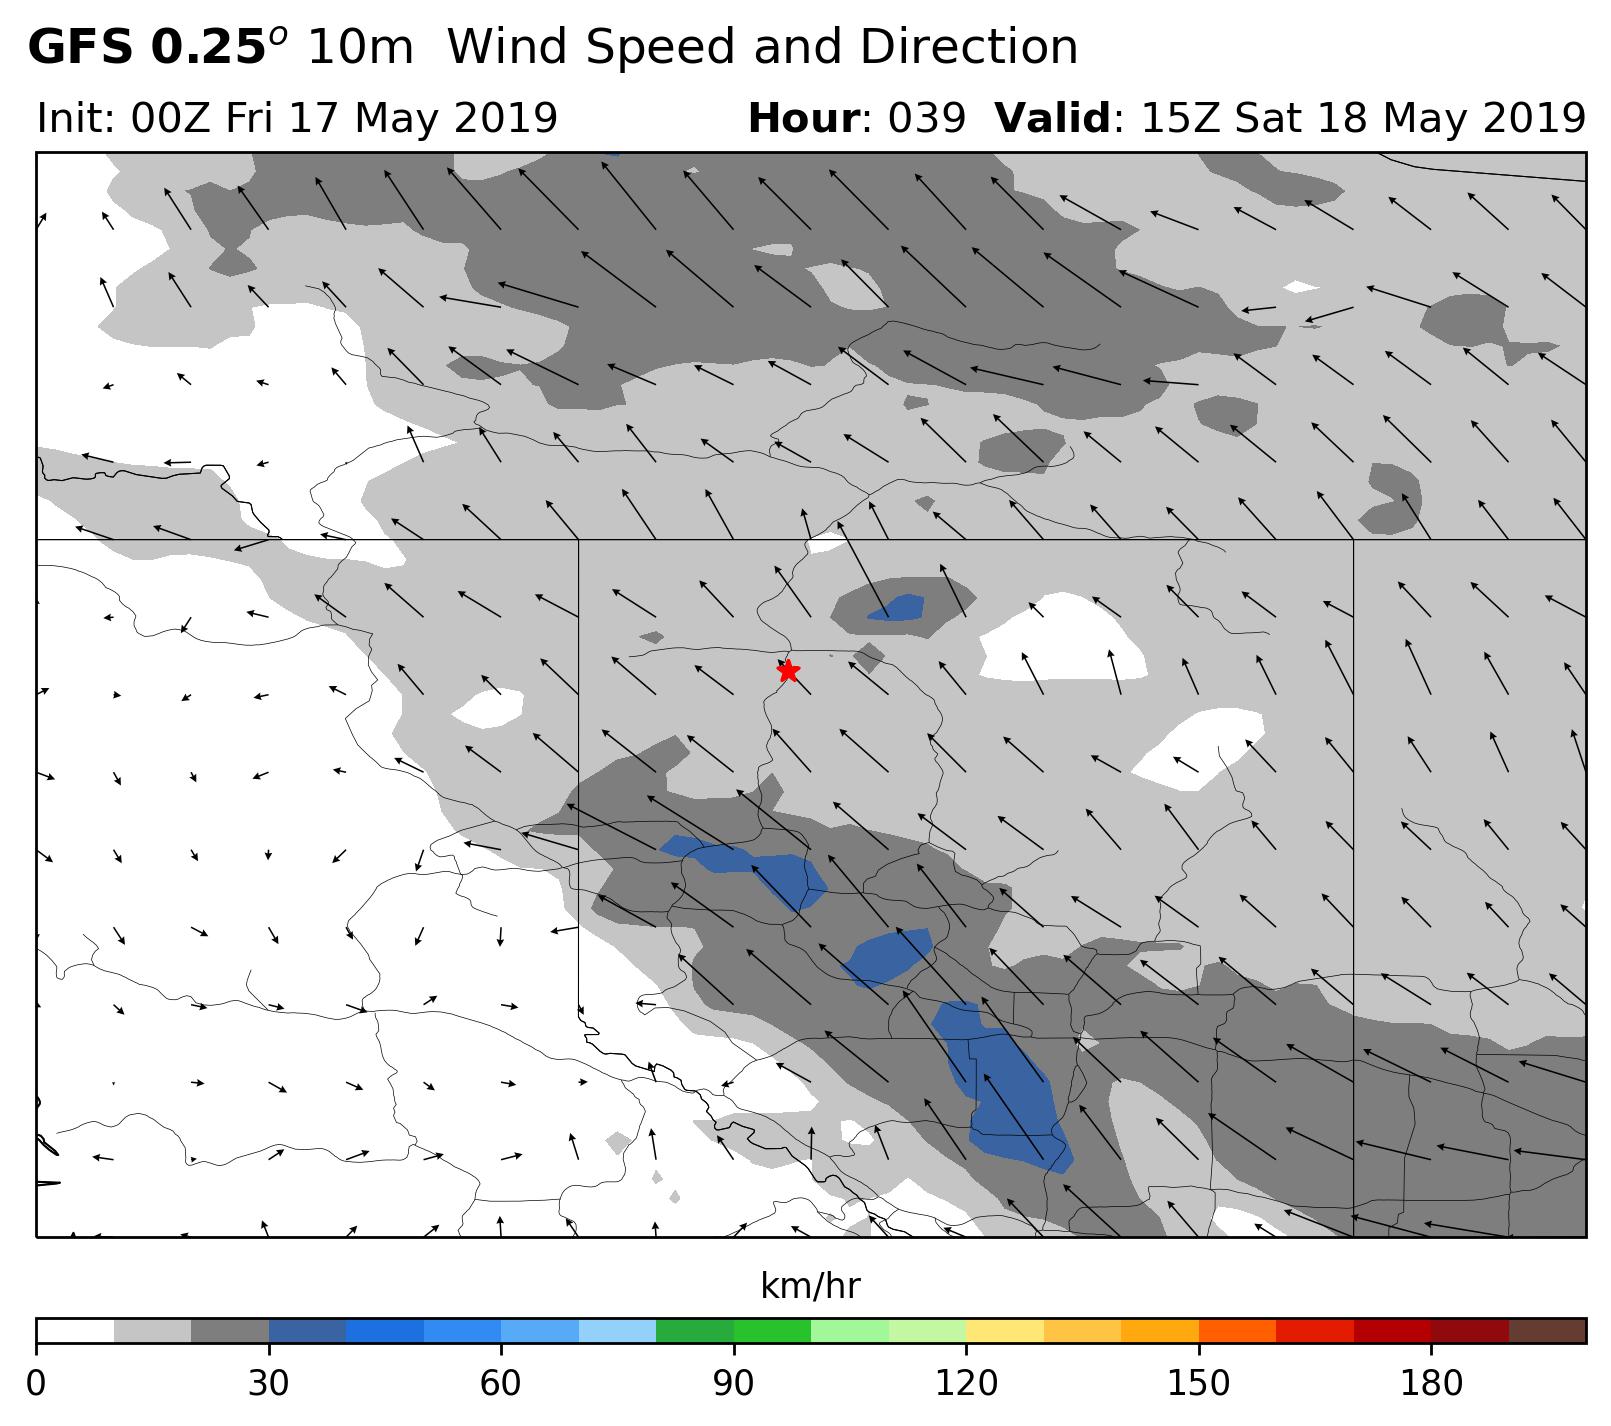 GFS 0.25° 10m Wind Speed and Direction
Init: 00Z Fri 17 May 2019 Hour: 039 Valid: 15Z Sat 18 May 2019
km/hr
0 30 60 90 120 150 180